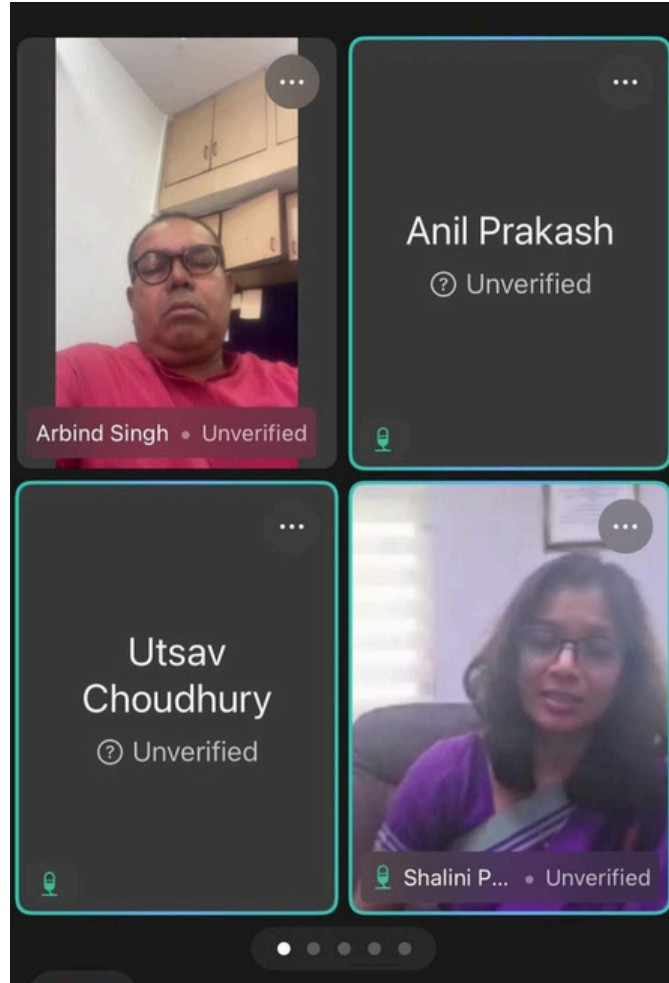 Anil Prakash
Unverified
Arbind Singh • Unverified
Utsav
Choudhury
Unverified
Shalini P... • Unverified